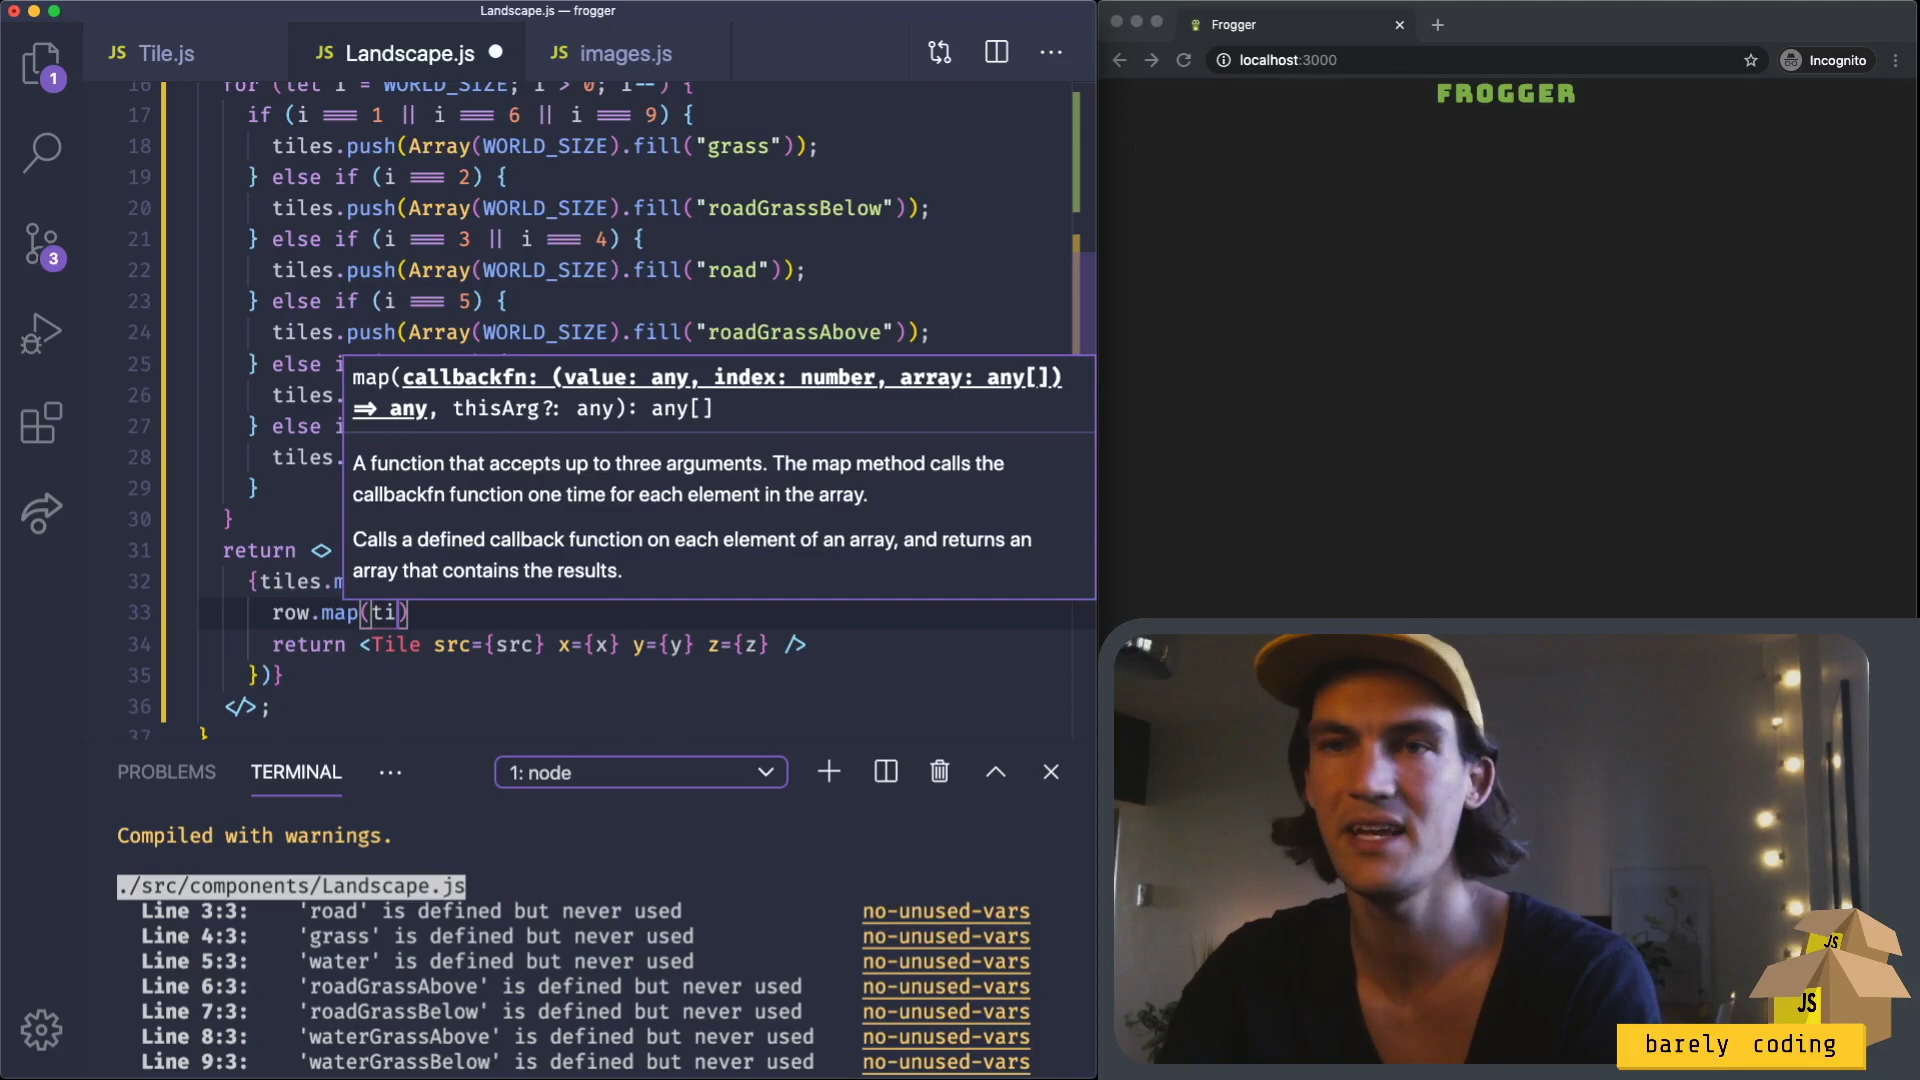 Landscape.js — frogger
JS Tile.js
JS Landscape.js
JS images.js
1
3
16 for (let i = WORLD_SIZE; i > 0; i--) {
17 if (i === 1 || i === 6 || i === 9) {
18 tiles.push(Array(WORLD_SIZE).fill("grass"));
19 } else if (i === 2) {
20 tiles.push(Array(WORLD_SIZE).fill("roadGrassBelow"));
21 } else if (i === 3 || i === 4) {
22 tiles.push(Array(WORLD_SIZE).fill("road"));
23 } else if (i === 5) {
24 tiles.push(Array(WORLD_SIZE).fill("roadGrassAbove"));
25 } else i
26 tiles.
27 } else i
28 tiles.
29 }
30 }
31 return <>
32 {tiles.m
33 row.map(ti)
34 return <Tile src={src} x={x} y={y} z={z} />
35 })}
36 </>;
37 }
map(callbackfn: (value: any, index: number, array: any[])
=> any, thisArg?: any): any[]
A function that accepts up to three arguments. The map method calls the
callbackfn function one time for each element in the array.
Calls a defined callback function on each element of an array, and returns an
array that contains the results.
PROBLEMS TERMINAL ··· 1: node
Compiled with warnings.
./src/components/Landscape.js
Line 3:3: 'road' is defined but never used no-unused-vars
Line 4:3: 'grass' is defined but never used no-unused-vars
Line 5:3: 'water' is defined but never used no-unused-vars
Line 6:3: 'roadGrassAbove' is defined but never used no-unused-vars
Line 7:3: 'roadGrassBelow' is defined but never used no-unused-vars
Line 8:3: 'waterGrassAbove' is defined but never used no-unused-vars
Line 9:3: 'waterGrassBelow' is defined but never used no-unused-vars
Frogger
localhost:3000
Incognito
FROGGER
JS
JS
barely coding